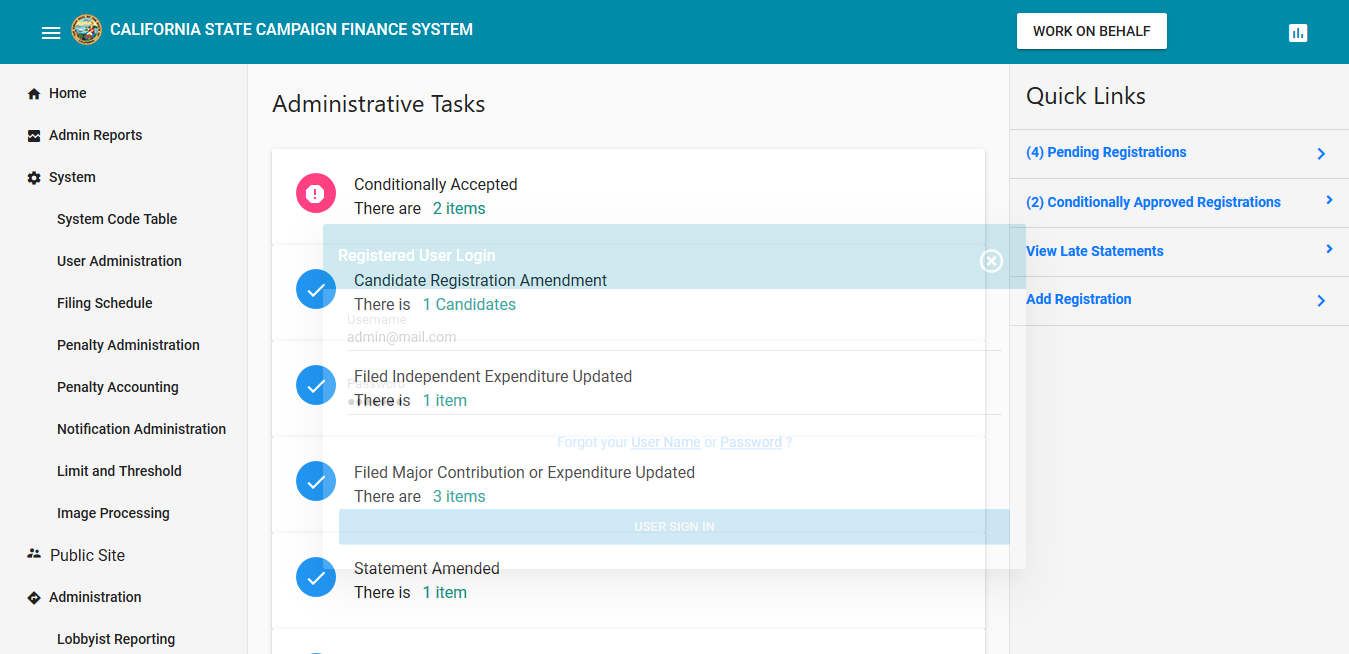 CALIFORNIA STATE CAMPAIGN FINANCE SYSTEM
WORK ON BEHALF
Home
Admin Reports
System
System Code Table
User Administration
Filing Schedule
Penalty Administration
Penalty Accounting
Notification Administration
Limit and Threshold
Image Processing
Public Site
Administration
Lobbyist Reporting
Administrative Tasks
Conditionally Accepted
There are 2 items
Registered User Login
Candidate Registration Amendment
There is 1 Candidates
Username
admin@mail.com
Filed Independent Expenditure Updated
Password
There is 1 item
Forgot your User Name or Password ?
Filed Major Contribution or Expenditure Updated
There are 3 items
USER SIGN IN
Statement Amended
There is 1 item
Quick Links
(4) Pending Registrations
(2) Conditionally Approved Registrations
View Late Statements
Add Registration